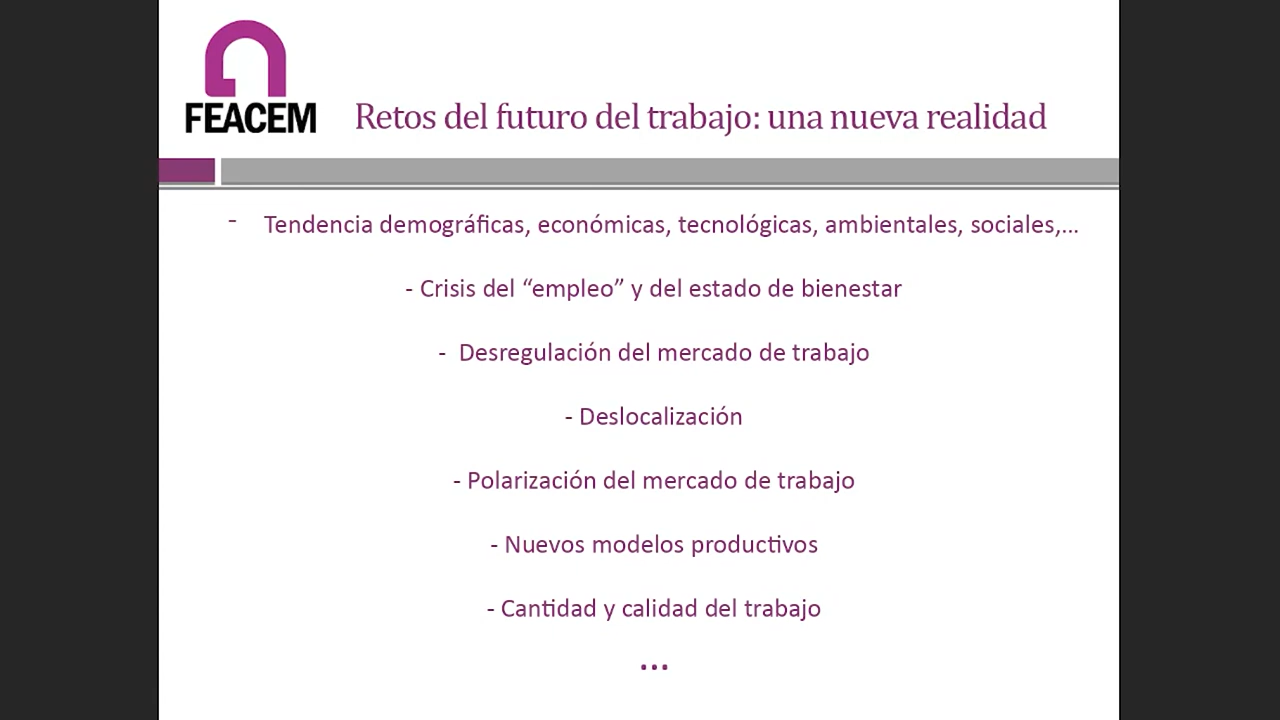 FEACEM
Retos del futuro del trabajo: una nueva realidad
- Tendencia demográficas, económicas, tecnológicas, ambientales, sociales,...
- Crisis del “empleo” y del estado de bienestar
- Desregulación del mercado de trabajo
- Deslocalización
- Polarización del mercado de trabajo
- Nuevos modelos productivos
- Cantidad y calidad del trabajo
...